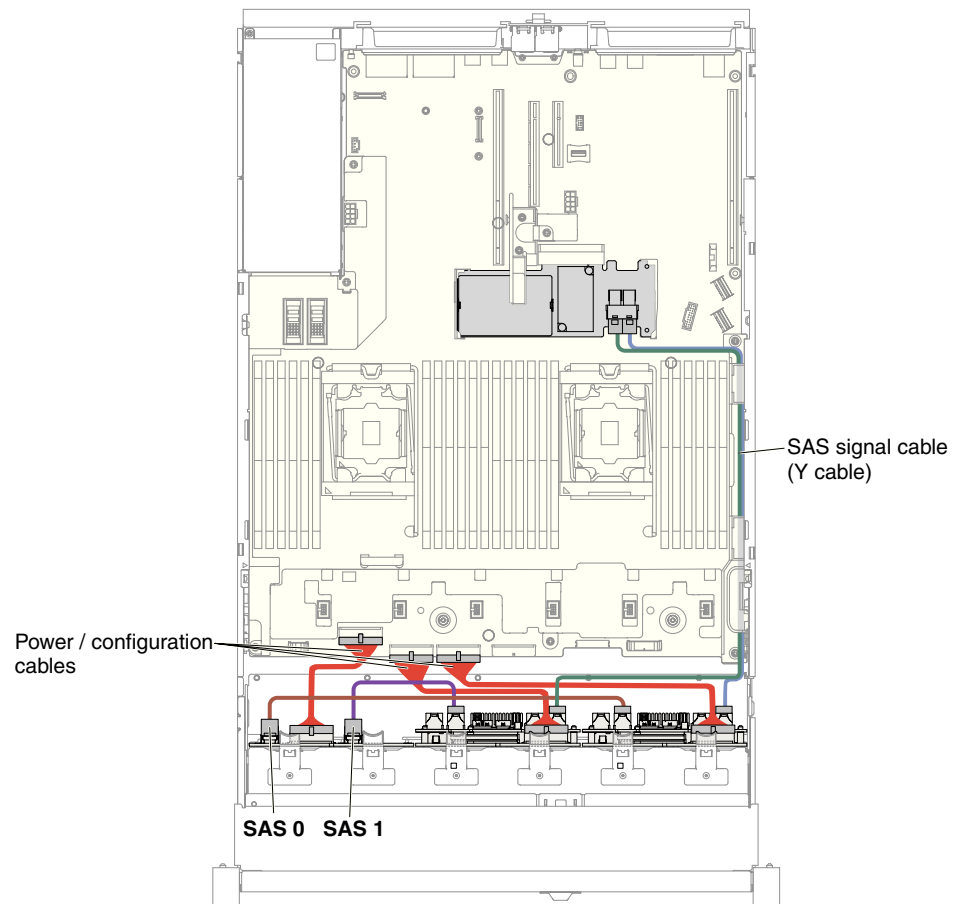 SAS signal cable
(Y cable)
Power / configuration
cables
SAS 0
SAS 1